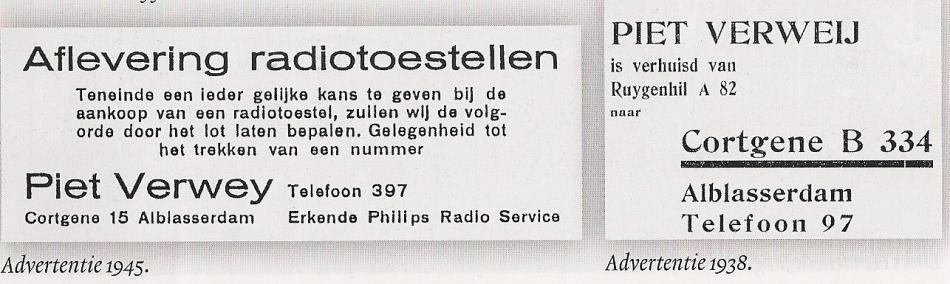 Aflevering radiotoestellen
Teneinde een ieder gelijke kans te geven bij de
aankoop van een radiotoestel, zullen wij de volg-
orde door het lot laten bepalen. Gelegenheid tot
het trekken van een nummer
Piet Verwey Telefoon 397
Cortgene 15 Alblasserdam Erkende Philips Radio Service
Advertentie 1945.
PIET VERWEIJ
is verhuisd van
Ruygenhil A 82
naar
Cortgene B 334
Alblasserdam
Telefoon 97
Advertentie 1938.